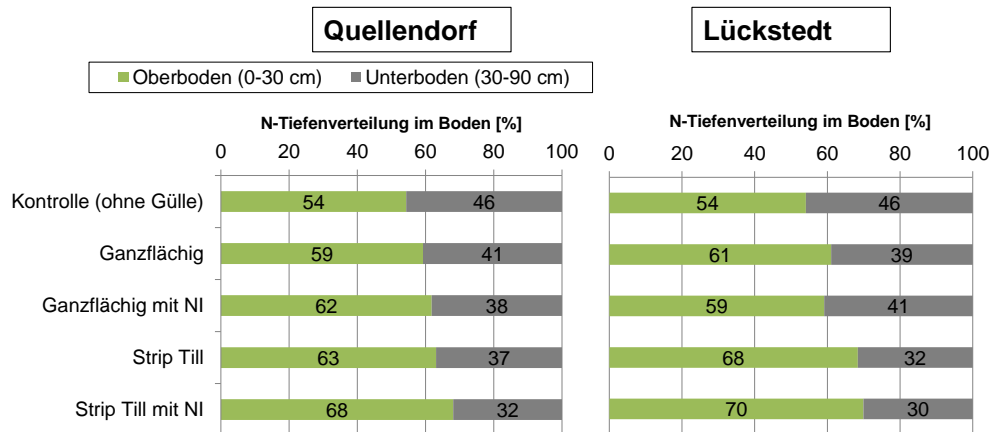 Quellendorf Lückstedt
Oberboden (0-30 cm) Unterboden (30-90 cm)
N-Tiefenverteilung im Boden [%] N-Tiefenverteilung im Boden [%]
0 20 40 60 80 100 0 20 40 60 80 100
Kontrolle (ohne Gülle) 54 46 54 46
Ganzflächig 59 41 61 39
Ganzflächig mit NI 62 38 59 41
Strip Till 63 37 68 32
Strip Till mit NI 68 32 70 30